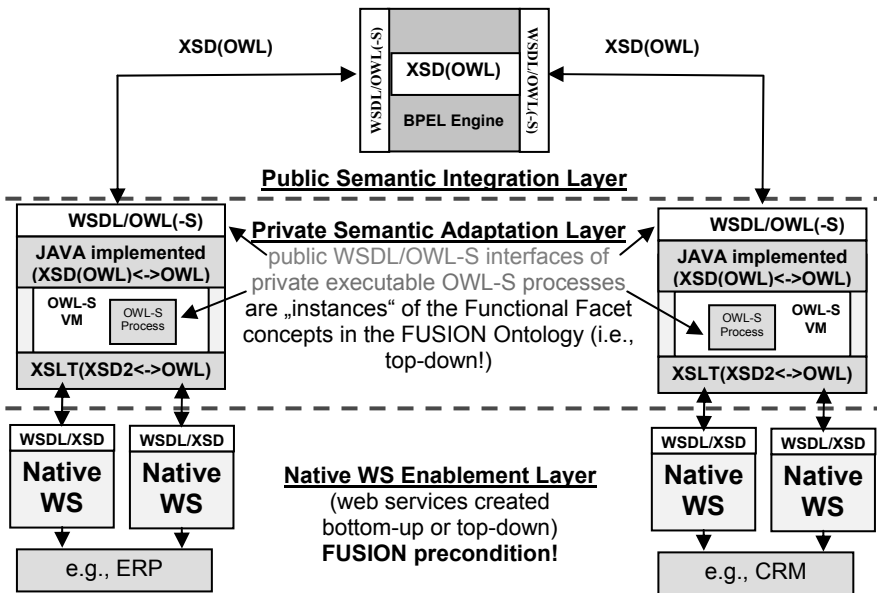 XSD(OWL)
WSDL/OWL(-S)
XSD(OWL)
BPEL Engine
WSDL/OWL(-S)
XSD(OWL)
Public Semantic Integration Layer
WSDL/OWL(-S)
JAVA implemented
(XSD(OWL)<->OWL)
OWL-S
VM
OWL-S
Process
XSLT(XSD2<->OWL)
Private Semantic Adaptation Layer
public WSDL/OWL-S interfaces of
private executable OWL-S processes
are „instances“ of the Functional Facet
concepts in the FUSION Ontology (i.e.,
top-down!)
WSDL/OWL(-S)
JAVA implemented
(XSD(OWL)<->OWL)
OWL-S
Process
OWL-S
VM
XSLT(XSD2<->OWL)
WSDL/XSD
Native
WS
WSDL/XSD
Native
WS
e.g., ERP
Native WS Enablement Layer
(web services created
bottom-up or top-down)
FUSION precondition!
WSDL/XSD
Native
WS
WSDL/XSD
Native
WS
e.g., CRM